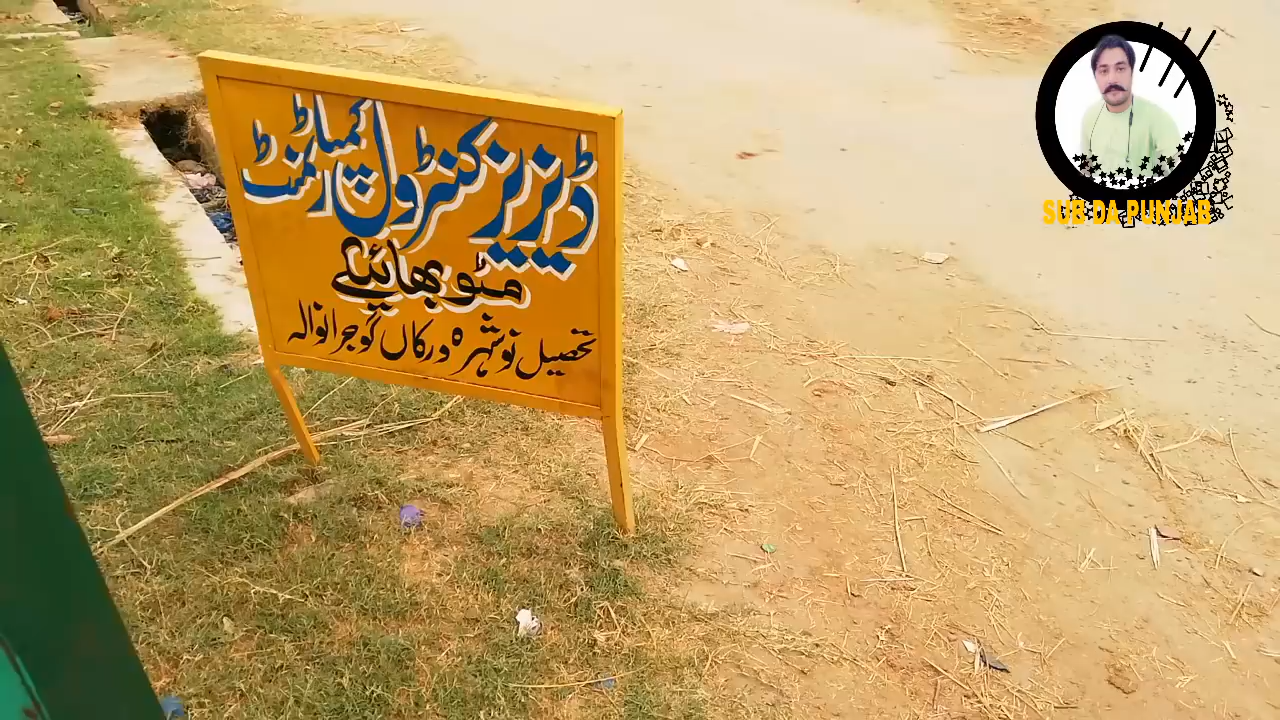 ڈیزیز کنٹرول کمپارٹمنٹ
مٹو بھائیکے
تحصیل نوشہرہ ورکاں گوجرانوالہ
SUB DA PUNJAB